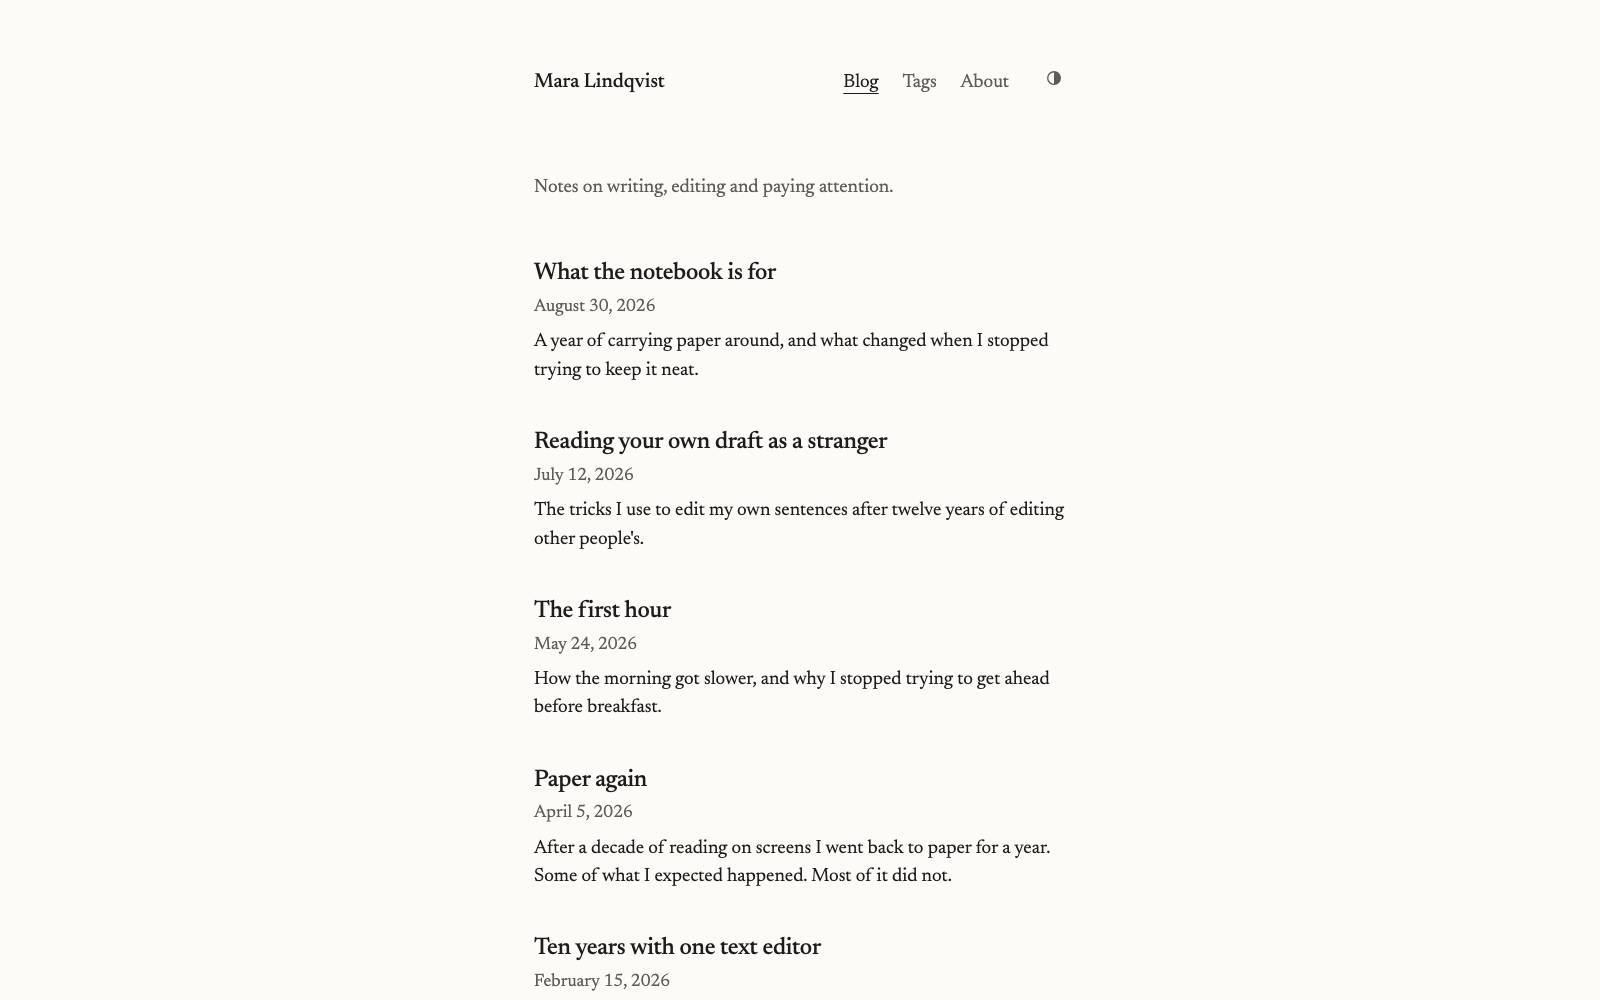 Mara Lindqvist
Blog
Tags
About
Notes on writing, editing and paying attention.
What the notebook is for
August 30, 2026
A year of carrying paper around, and what changed when I stopped
trying to keep it neat.
Reading your own draft as a stranger
July 12, 2026
The tricks I use to edit my own sentences after twelve years of editing
other people's.
The first hour
May 24, 2026
How the morning got slower, and why I stopped trying to get ahead
before breakfast.
Paper again
April 5, 2026
After a decade of reading on screens I went back to paper for a year.
Some of what I expected happened. Most of it did not.
Ten years with one text editor
February 15, 2026